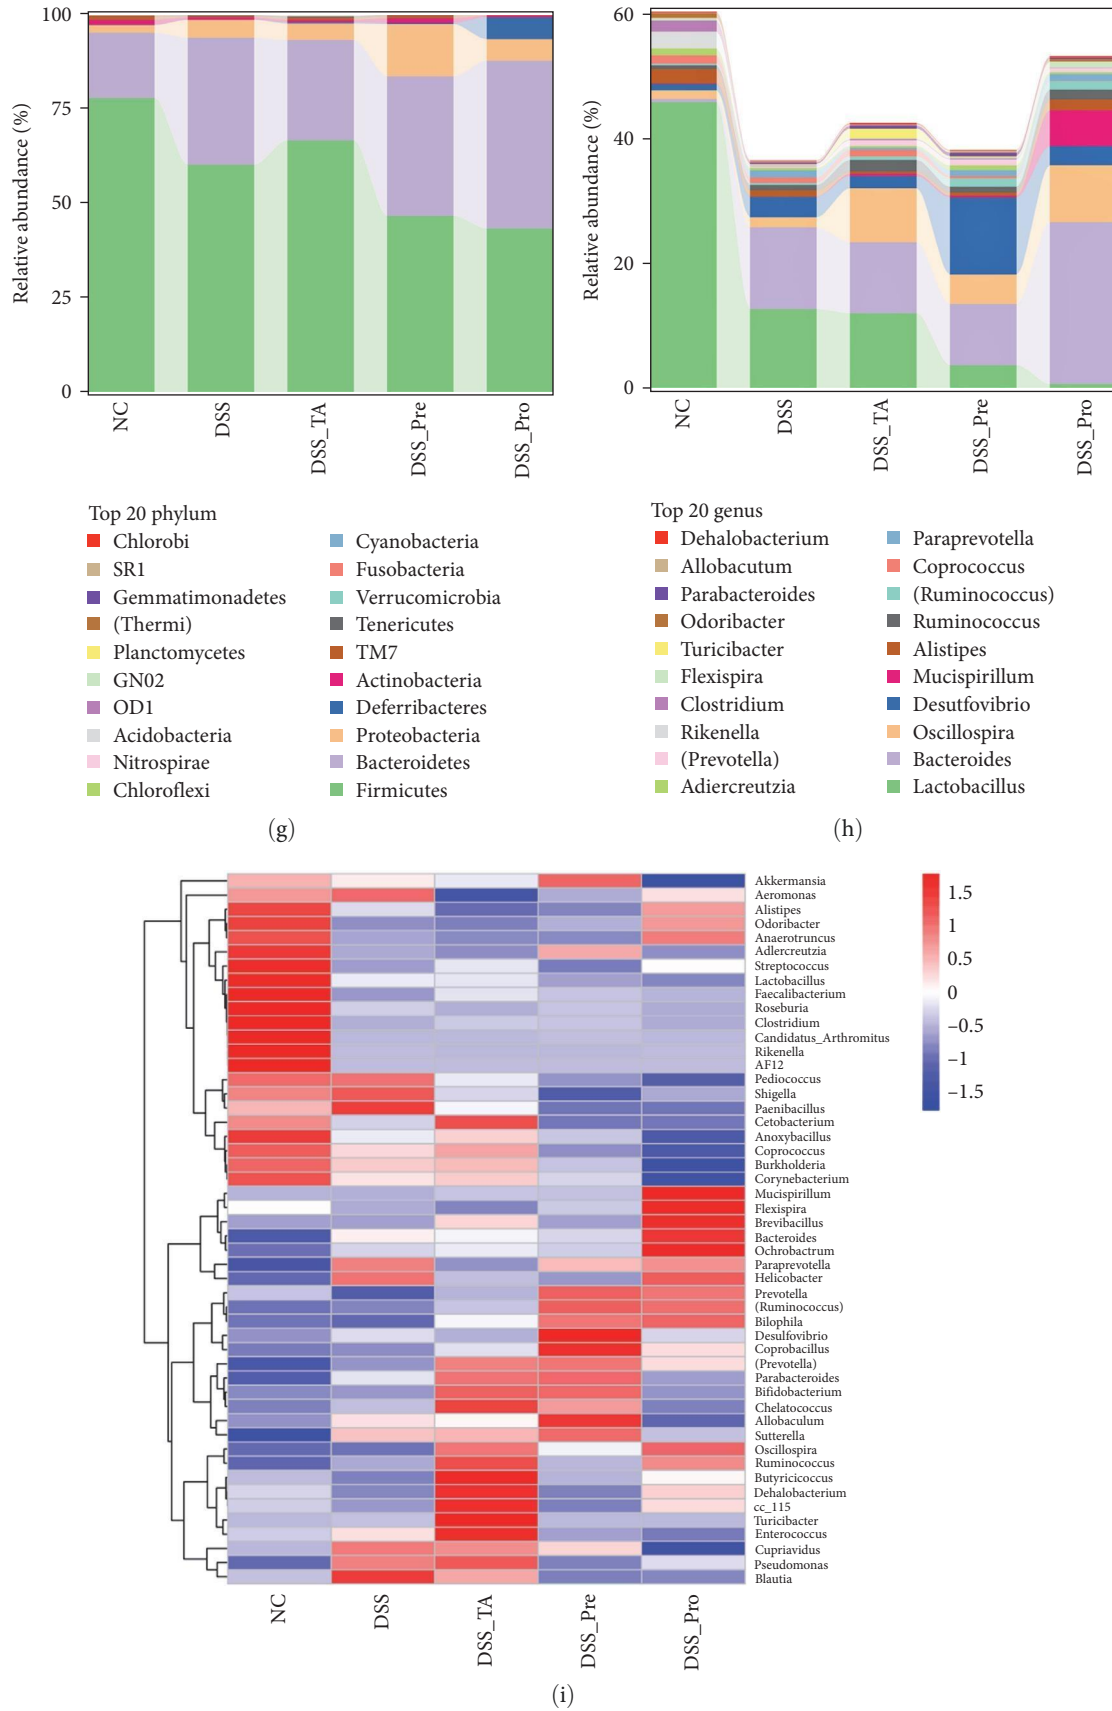 Relative abundance (%)
100
75
50
25
0
NC
DSS
DSS_TA
DSS_Pre
DSS_Pro
Top 20 phylum
Chlorobi
SR1
Gemmatimonadetes
(Thermi)
Planctomycetes
GN02
OD1
Acidobacteria
Nitrospirae
Chloroflexi
Cyanobacteria
Fusobacteria
Verrucomicrobia
Tenericutes
TM7
Actinobacteria
Deferribacteres
Proteobacteria
Bacteroidetes
Firmicutes
(g)
Relative abundance (%)
60
40
20
0
NC
DSS
DSS_TA
DSS_Pre
DSS_Pro
Top 20 genus
Dehalobacterium
Allobacutum
Parabacteroides
Odoribacter
Turicibacter
Flexispira
Clostridium
Rikenella
(Prevotella)
Adiercreutzia
Paraprevotella
Coprococcus
(Ruminococcus)
Ruminococcus
Alistipes
Mucispirillum
Desutfovibrio
Oscillospira
Bacteroides
Lactobacillus
(h)
Akkermansia
Aeromonas
Alistipes
Odoribacter
Anaerotruncus
Adlercreutzia
Streptococcus
Lactobacillus
Faecalibacterium
Roseburia
Clostridium
Candidatus_Arthromitus
Rikenella
AF12
Pediococcus
Shigella
Paenibacillus
Cetobacterium
Anoxybacillus
Coprococcus
Burkholderia
Corynebacterium
Mucispirillum
Flexispira
Brevibacillus
Bacteroides
Ochrobactrum
Paraprevotella
Helicobacter
Prevotella
(Ruminococcus)
Bilophila
Desulfovibrio
Coprobacillus
(Prevotella)
Parabacteroides
Bifidobacterium
Chelatococcus
Allobaculum
Sutterella
Oscillospira
Ruminococcus
Butyricicoccus
Dehalobacterium
cc_115
Turicibacter
Enterococcus
Cupriavidus
Pseudomonas
Blautia
1.5
1
0.5
0
−0.5
−1
−1.5
NC
DSS
DSS_TA
DSS_Pre
DSS_Pro
(i)